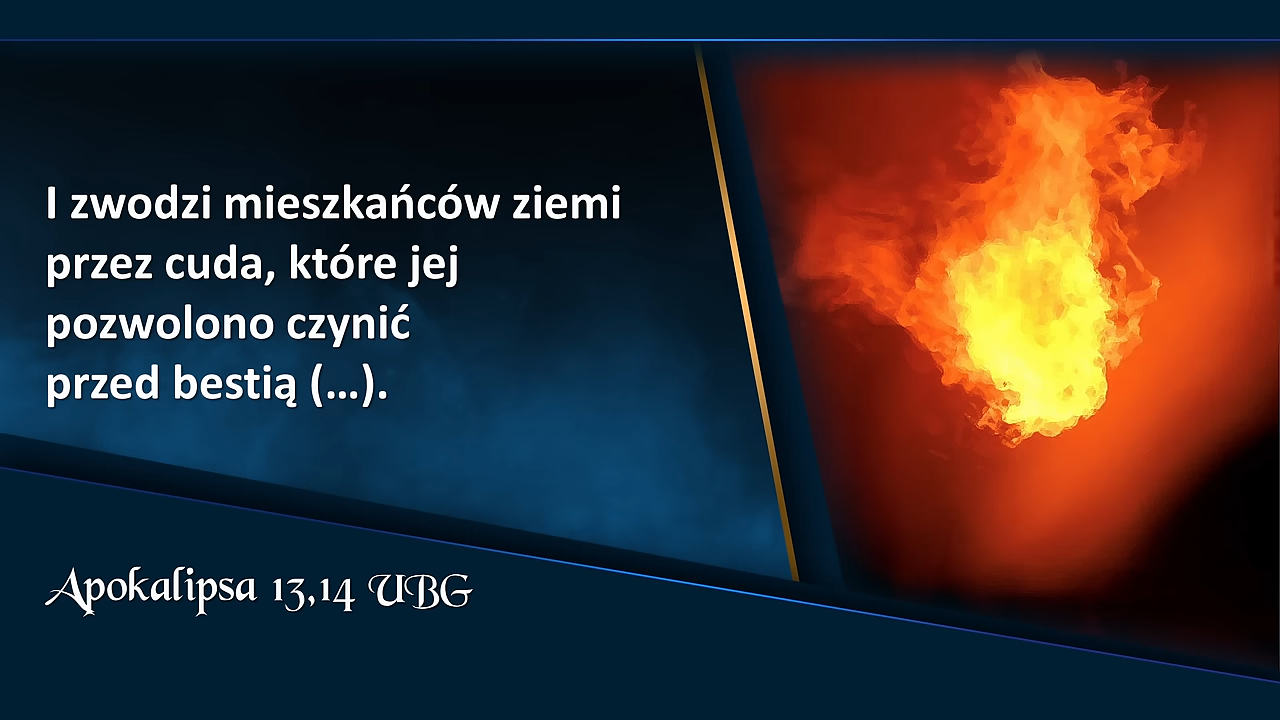 I zwodzi mieszkańców ziemi
przez cuda, które jej
pozwolono czynić
przed bestią (...).
Apokalipsa 13,14 UBG